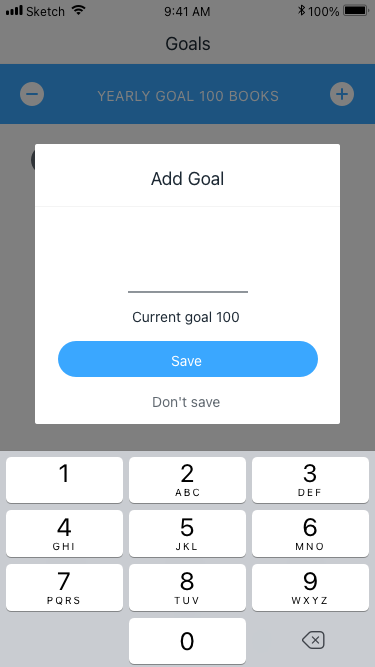 Sketch 9:41 AM 100%
Goals
YEARLY GOAL 100 BOOKS
Add Goal
Current goal 100
Save
Don't save
1 2 3
ABC DEF
4 5 6
GHI JKL MNO
7 8 9
PQRS TUV WXYZ
0